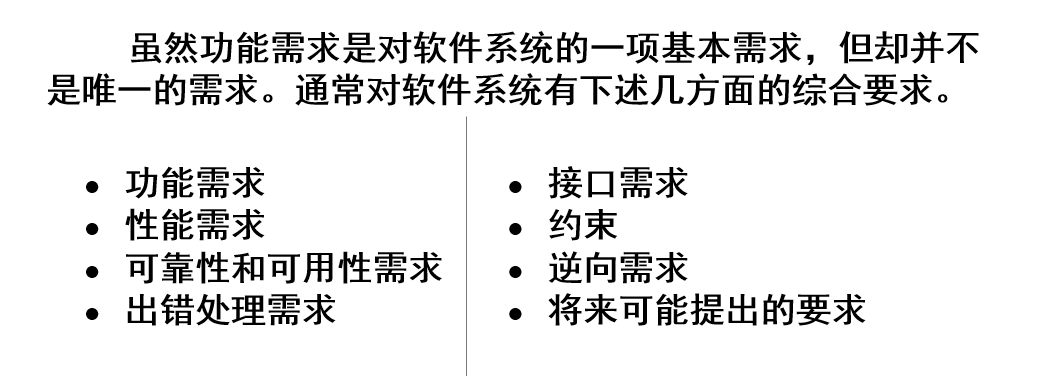 虽然功能需求是对软件系统的一项基本需求，但却并不
是唯一的需求。通常对软件系统有下述几方面的综合要求。
• 功能需求
• 性能需求
• 可靠性和可用性需求
• 出错处理需求
• 接口需求
• 约束
• 逆向需求
• 将来可能提出的要求